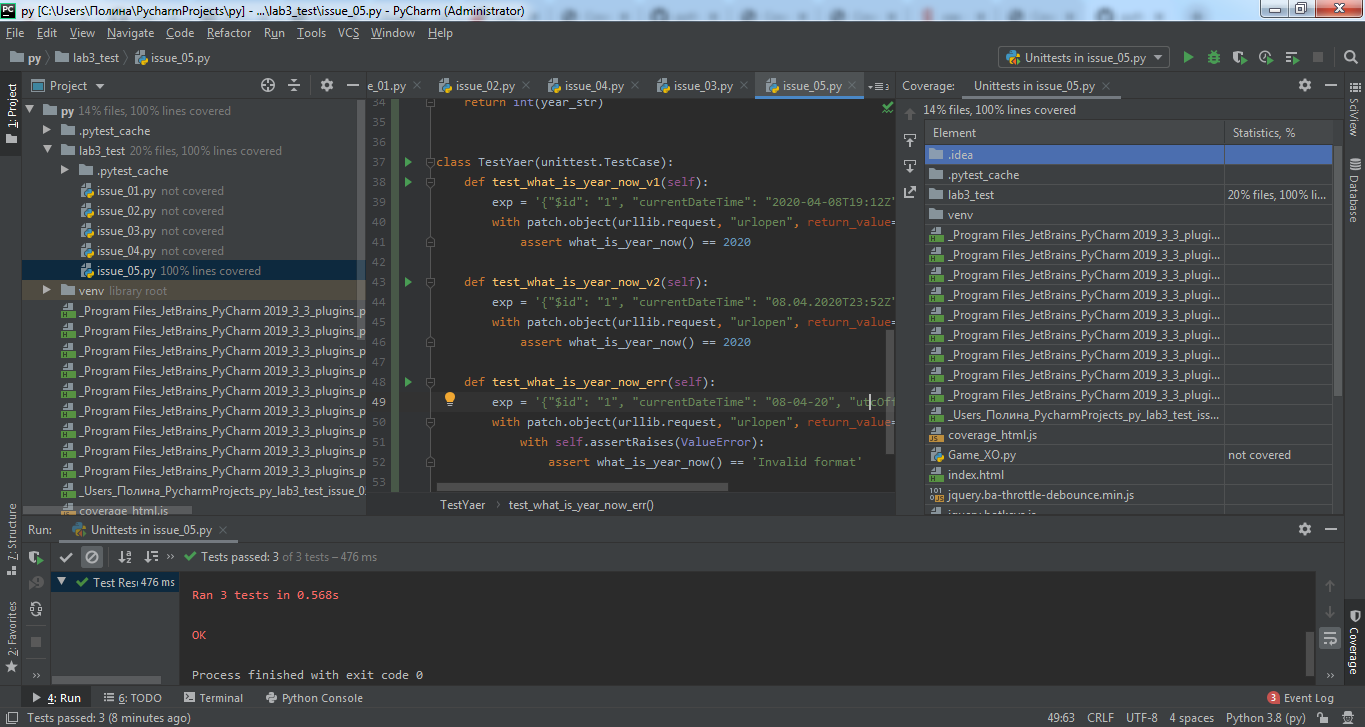 py [C:\Users\Полина\PycharmProjects\py] - ...\lab3_test\issue_05.py - PyCharm (Administrator)
File Edit View Navigate Code Refactor Run Tools VCS Window Help
py lab3_test issue_05.py
Unittests in issue_05.py
Project
e_01.py issue_02.py issue_04.py issue_03.py issue_05.py
Coverage: Unittests in issue_05.py
1: Project
py 14% files, 100% lines covered
.pytest_cache
lab3_test 20% files, 100% lines covered
.pytest_cache
issue_01.py not covered
issue_02.py not covered
issue_03.py not covered
issue_04.py not covered
issue_05.py 100% lines covered
venv library root
_Program Files_JetBrains_PyCharm 2019_3_3_plugins_p
_Program Files_JetBrains_PyCharm 2019_3_3_plugins_p
_Program Files_JetBrains_PyCharm 2019_3_3_plugins_p
_Program Files_JetBrains_PyCharm 2019_3_3_plugins_p
_Program Files_JetBrains_PyCharm 2019_3_3_plugins_p
_Program Files_JetBrains_PyCharm 2019_3_3_plugins_p
_Program Files_JetBrains_PyCharm 2019_3_3_plugins_p
_Program Files_JetBrains_PyCharm 2019_3_3_plugins_p
_Program Files_JetBrains_PyCharm 2019_3_3_plugins_p
_Users_Полина_PycharmProjects_py_lab3_test_issue_0
coverage_html.js
34 return int(year_str)
35
36
37 class TestYaer(unittest.TestCase):
38 def test_what_is_year_now_v1(self):
39 exp = '{"$id": "1", "currentDateTime": "2020-04-08T19:12Z"
40 with patch.object(urllib.request, "urlopen", return_value=
41 assert what_is_year_now() == 2020
42
43 def test_what_is_year_now_v2(self):
44 exp = '{"$id": "1", "currentDateTime": "08.04.2020T23:52Z"
45 with patch.object(urllib.request, "urlopen", return_value=
46 assert what_is_year_now() == 2020
47
48 def test_what_is_year_now_err(self):
49 exp = '{"$id": "1", "currentDateTime": "08-04-20", "utcOff
50 with patch.object(urllib.request, "urlopen", return_value=
51 with self.assertRaises(ValueError):
52 assert what_is_year_now() == 'Invalid format'
53
TestYaer test_what_is_year_now_err()
14% files, 100% lines covered
Element Statistics, %
.idea
.pytest_cache
lab3_test 20% files, 100% li...
venv
_Program Files_JetBrains_PyCharm 2019_3_3_plugi...
_Program Files_JetBrains_PyCharm 2019_3_3_plugi...
_Program Files_JetBrains_PyCharm 2019_3_3_plugi...
_Program Files_JetBrains_PyCharm 2019_3_3_plugi...
_Program Files_JetBrains_PyCharm 2019_3_3_plugi...
_Program Files_JetBrains_PyCharm 2019_3_3_plugi...
_Program Files_JetBrains_PyCharm 2019_3_3_plugi...
_Program Files_JetBrains_PyCharm 2019_3_3_plugi...
_Program Files_JetBrains_PyCharm 2019_3_3_plugi...
_Users_Полина_PycharmProjects_py_lab3_test_iss...
coverage_html.js
Game_XO.py not covered
index.html
jquery.ba-throttle-debounce.min.js
jquery.hotkeys.js
SciView
Database
Coverage
7: Structure
2: Favorites
Run: Unittests in issue_05.py
Tests passed: 3 of 3 tests – 476 ms
Test Res 476 ms
Ran 3 tests in 0.568s
OK
Process finished with exit code 0
4: Run 6: TODO Terminal Python Console
3 Event Log
Tests passed: 3 (8 minutes ago)
49:63 CRLF UTF-8 4 spaces Python 3.8 (py)